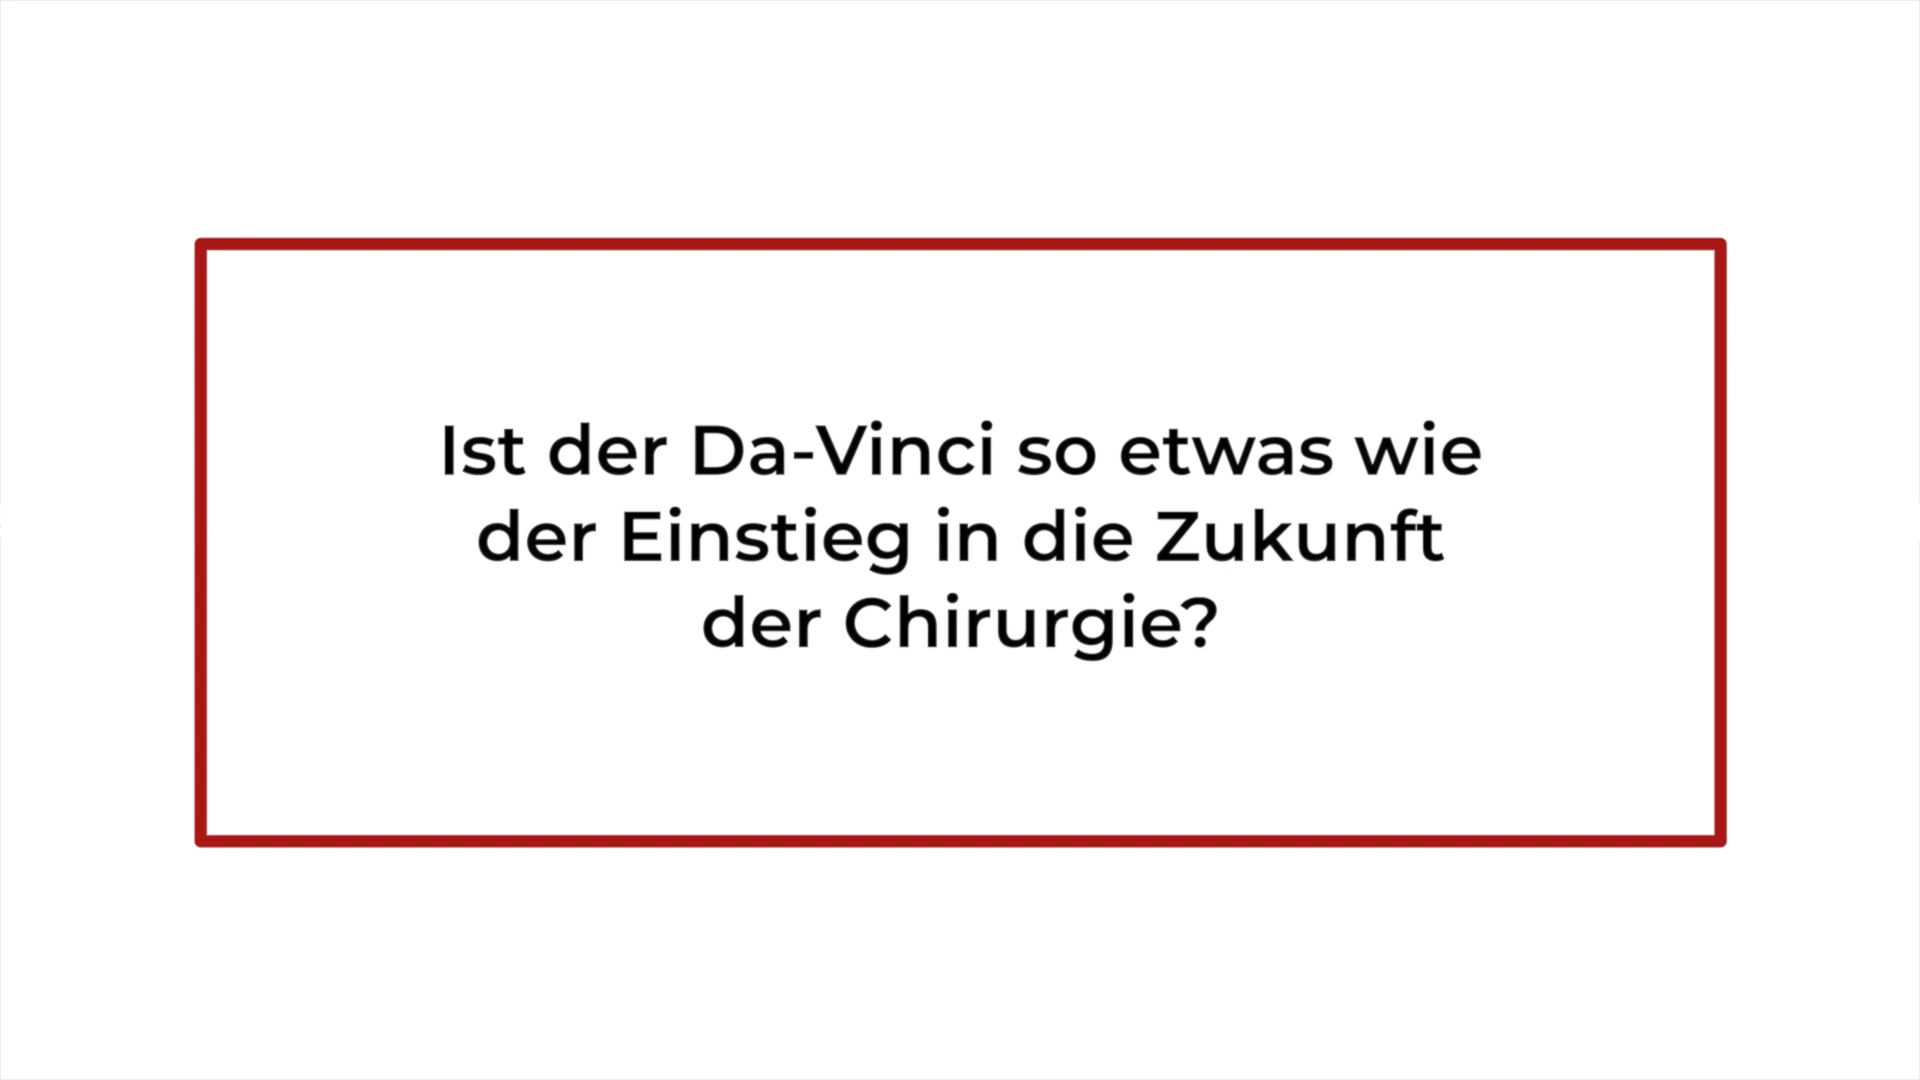 Ist der Da-Vinci so etwas wie
der Einstieg in die Zukunft
der Chirurgie?